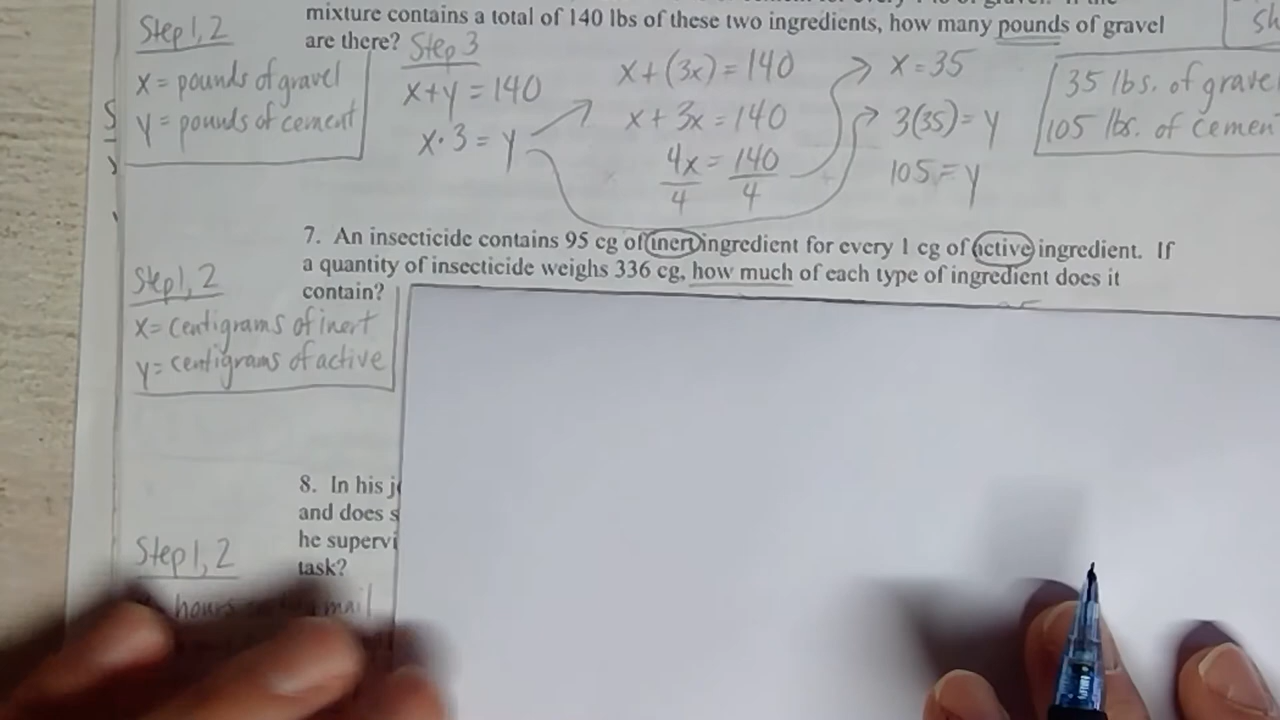 mixture contains a total of 140 lbs of these two ingredients, how many pounds of gravel
are there?
Step 1, 2
x = pounds of gravel
y = pounds of cement
Step 3
x+y = 140
x·3 = y
x+(3x) = 140
x+3x = 140
4x = 140
4 4
x = 35
3(35) = y
105 = y
35 lbs. of
105 lbs. of
7. An insecticide contains 95 cg of inert ingredient for every 1 cg of active ingredient. If
a quantity of insecticide weighs 336 cg, how much of each type of ingredient does it
contain?
Step 1, 2
x = centigrams of inert
y = centigrams of active
8. In his
and does
he
task?
Step 1, 2
hours
mail